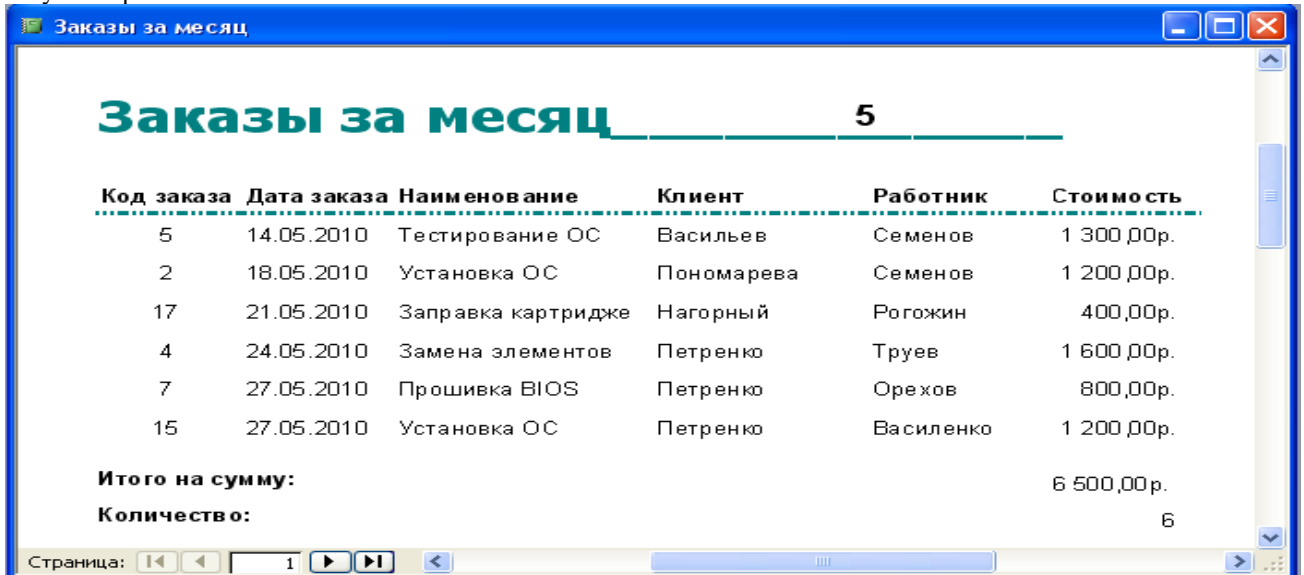 Заказы за месяц
Заказы за месяц 5
Код заказа Дата заказа Наименование Клиент Работник Стоимость
5 14.05.2010 Тестирование ОС Васильев Семенов 1 300,00р.
2 18.05.2010 Установка ОС Пономарева Семенов 1 200,00р.
17 21.05.2010 Заправка картридже Нагорный Рогожин 400,00р.
4 24.05.2010 Замена элементов Петренко Труев 1 600,00р.
7 27.05.2010 Прошивка BIOS Петренко Орехов 800,00р.
15 27.05.2010 Установка ОС Петренко Василенко 1 200,00р.
Итого на сумму: 6 500,00р.
Количество: 6
Страница: 1